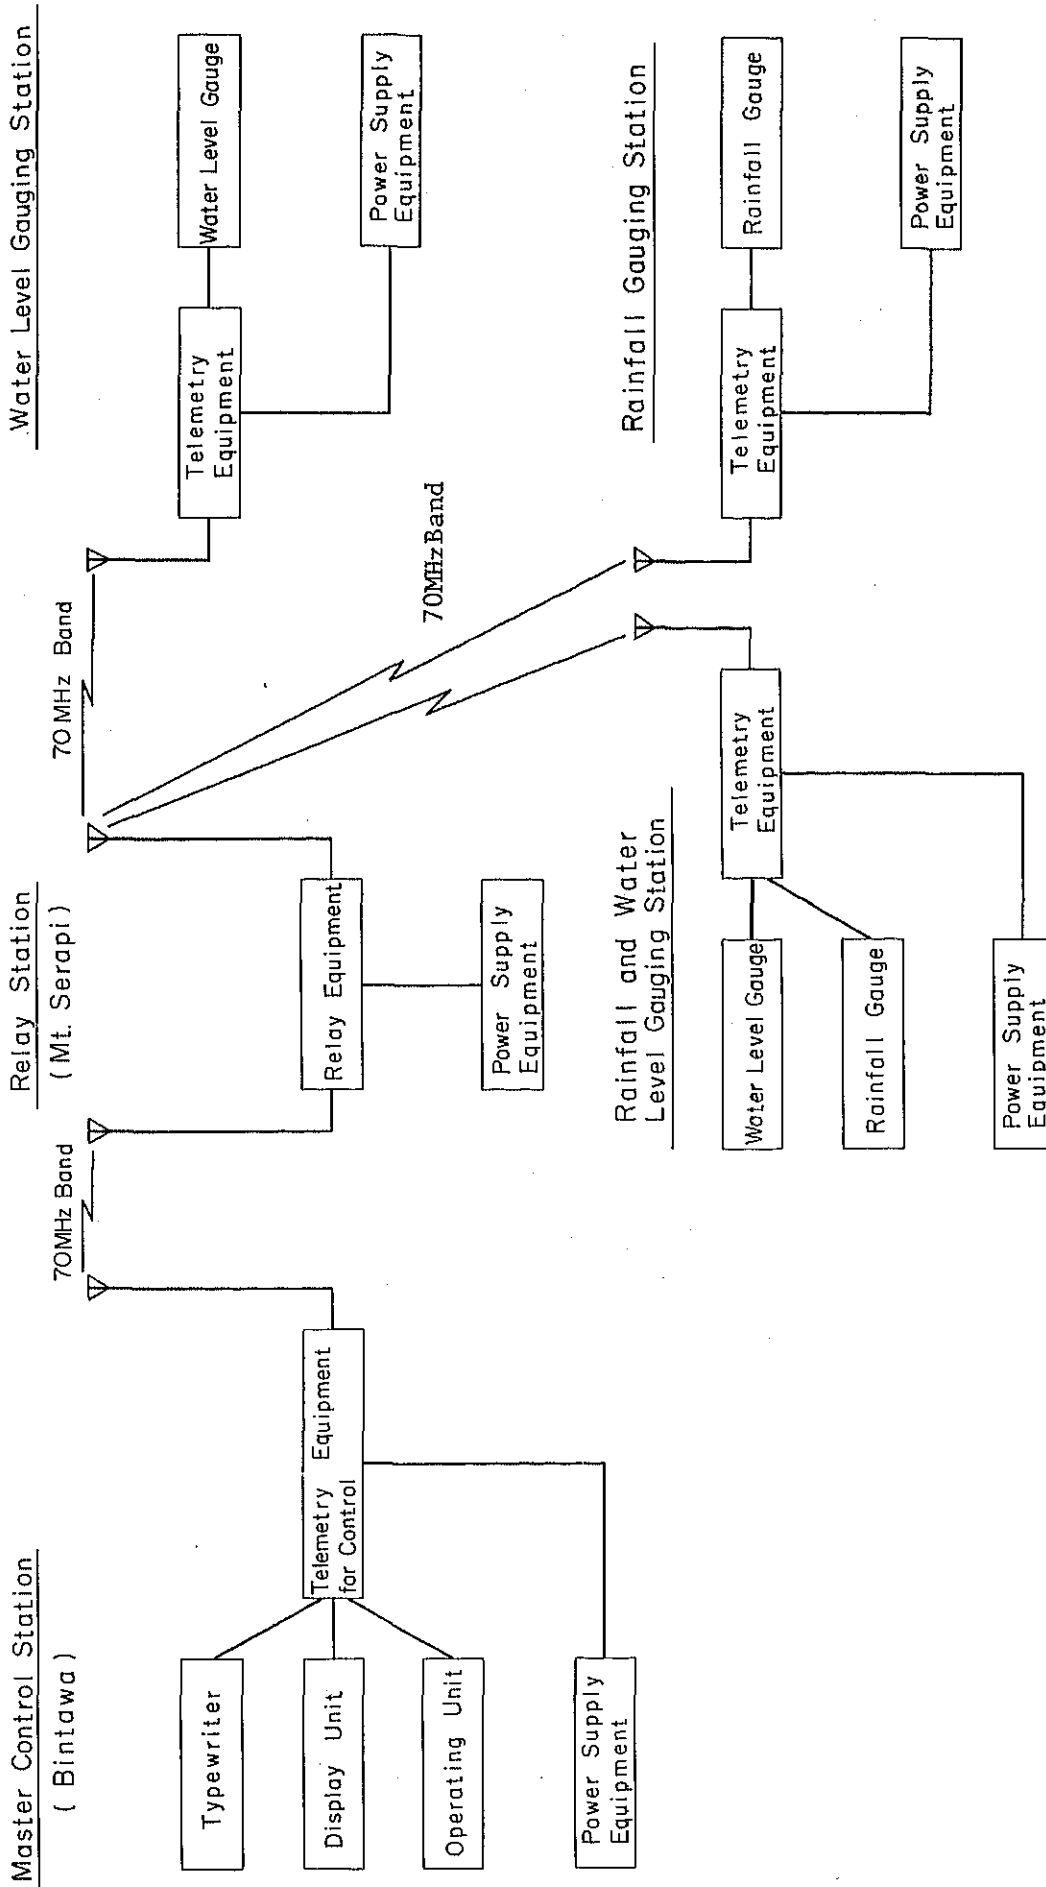 Master Control Station
( Bintawa )
Typewriter
Display Unit
Operating Unit
Power Supply
Equipment
Telemetry Equipment
for Control
70MHz Band
Relay Station
(Mt. Serapi)
Relay Equipment
Power Supply
Equipment
70MHz Band
Water Level Gauging Station
Telemetry
Equipment
Water Level Gauge
Power Supply
Equipment
70MHz Band
Rainfall and Water
Level Gauging Station
Water Level Gauge
Rainfall Gauge
Power Supply
Equipment
Telemetry
Equipment
Rainfall Gauging Station
Telemetry
Equipment
Rainfall Gauge
Power Supply
Equipment